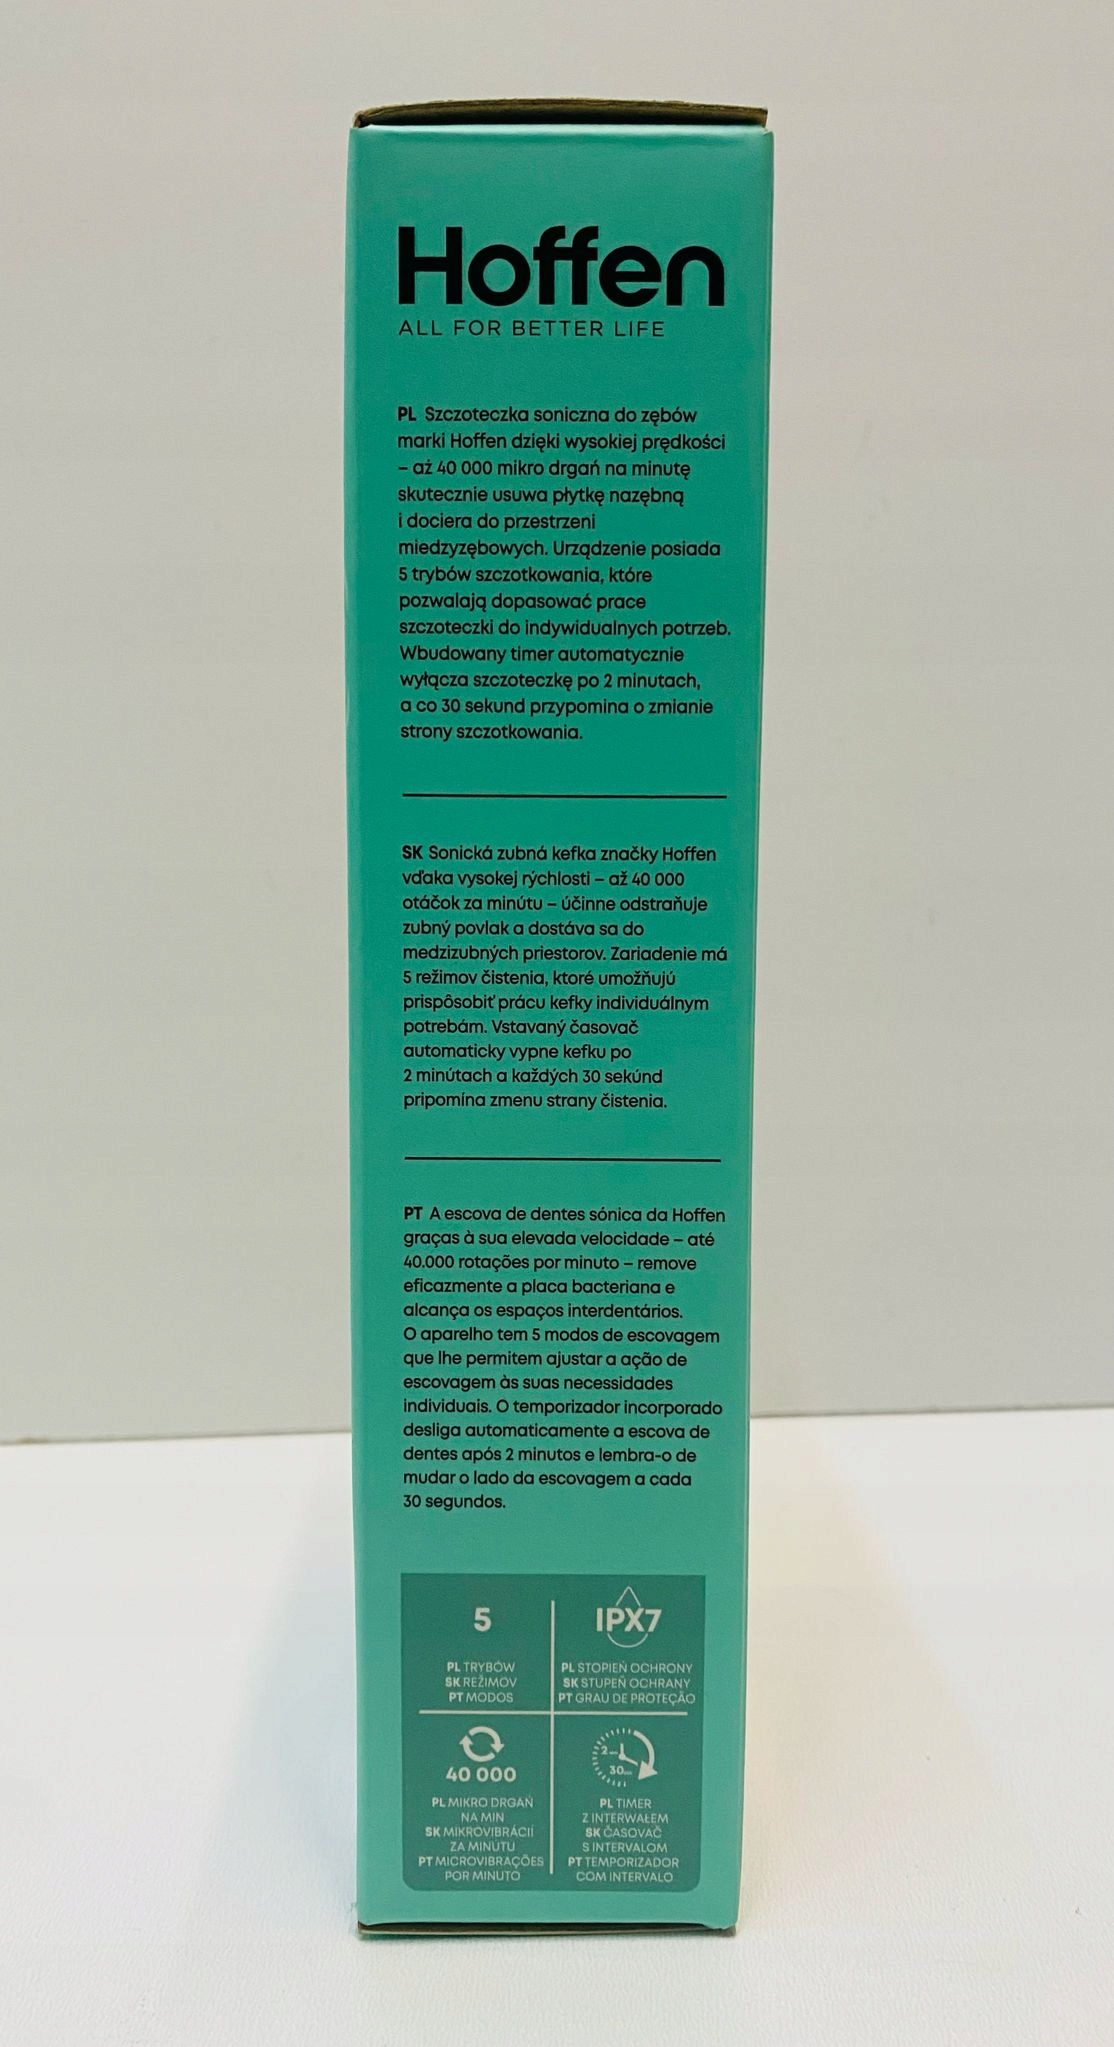 Hoffen
ALL FOR BETTER LIFE
PL Szczoteczka soniczna do zębów
marki Hoffen dzięki wysokiej prędkości
– aż 40 000 mikro drgań na minutę
skutecznie usuwa płytkę nazębną
i dociera do przestrzeni
miedzyzębowych. Urządzenie posiada
5 trybów szczotkowania, które
pozwalają dopasować prace
szczoteczki do indywidualnych potrzeb.
Wbudowany timer automatycznie
wyłącza szczoteczkę po 2 minutach,
a co 30 sekund przypomina o zmianie
strony szczotkowania.
SK Sonická zubná kefka značky Hoffen
vďaka vysokej rýchlosti – až 40 000
otáčok za minútu – účinne odstraňuje
zubný povlak a dostáva sa do
medzizubných priestorov. Zariadenie má
5 režimov čistenia, ktoré umožňujú
prispôsobiť prácu kefky individuálnym
potrebám. Vstavaný časovač
automaticky vypne kefku po
2 minútach a každých 30 sekúnd
pripomína zmenu strany čistenia.
PT A escova de dentes sónica da Hoffen
graças à sua elevada velocidade – até
40.000 rotações por minuto – remove
eficazmente a placa bacteriana e
alcança os espaços interdentários.
O aparelho tem 5 modos de escovagem
que lhe permitem ajustar a ação de
escovagem às suas necessidades
individuais. O temporizador incorporado
desliga automaticamente a escova de
dentes após 2 minutos e lembra-o de
mudar o lado da escovagem a cada
30 segundos.
5
PL TRYBÓW
SK REŽIMOV
PT MODOS
IPX7
PL STOPIEŃ OCHRONY
SK STUPEŇ OCHRANY
PT GRAU DE PROTEÇÃO
40 000
PL MIKRO DRGAŃ
NA MIN
SK MIKROVIBRÁCIÍ
ZA MINÚTU
PT MICROVIBRAÇÕES
POR MINUTO
2
30
PL TIMER
Z INTERWAŁEM
SK ČASOVAČ
S INTERVALOM
PT TEMPORIZADOR
COM INTERVALO